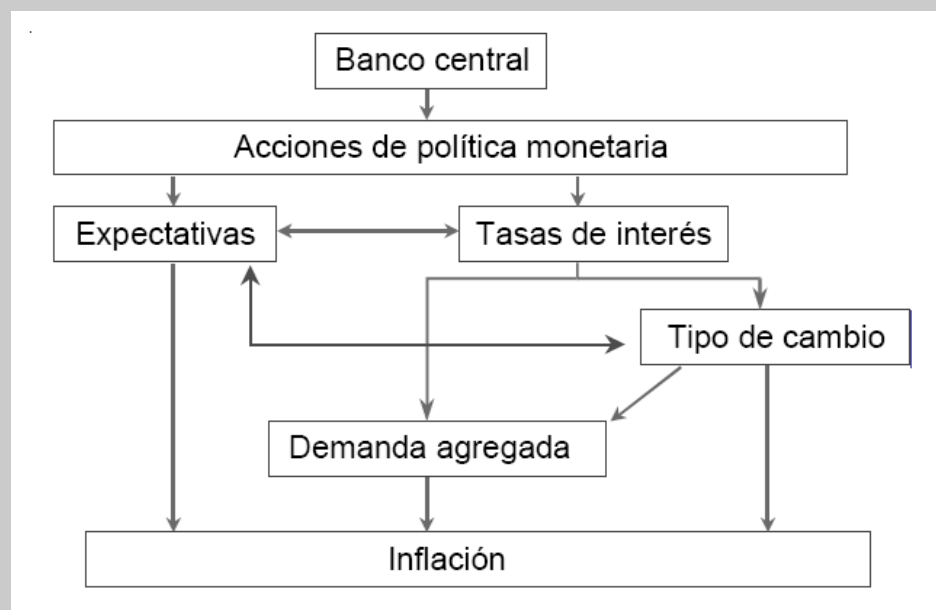 Banco central
Acciones de política monetaria
Expectativas
Tasas de interés
Tipo de cambio
Demanda agregada
Inflación